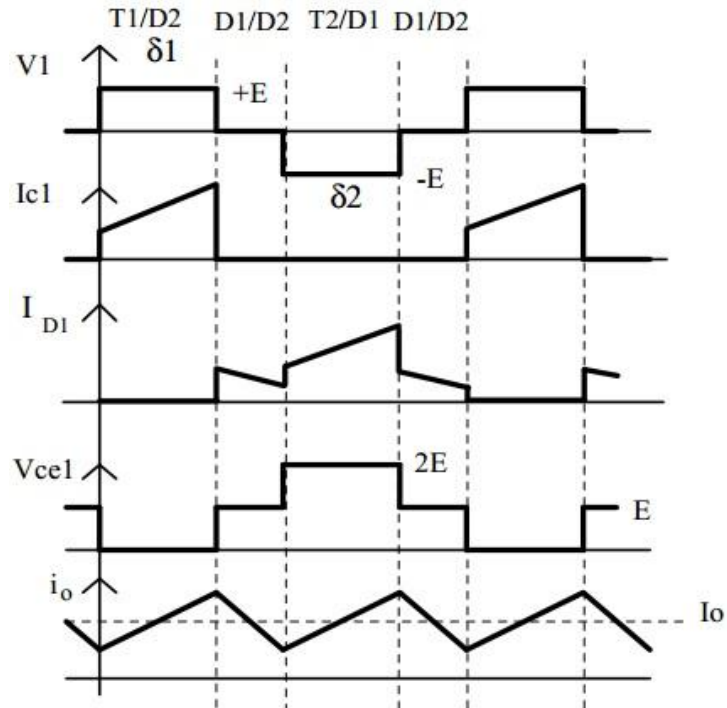 T1/D2 D1/D2 T2/D1 D1/D2
δ1
V1
+E
-E
δ2
Ic1
I D1
Vce1
2E
E
io
Io